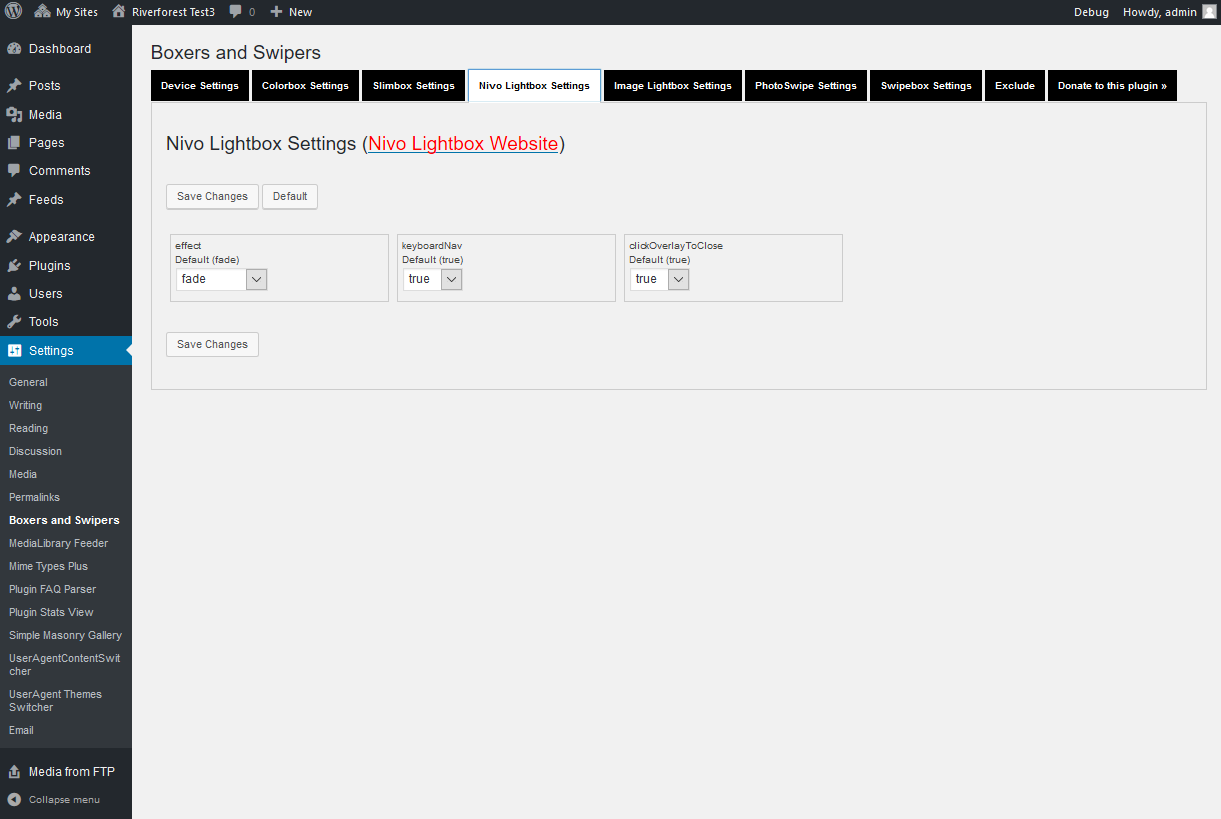 My Sites Riverforest Test3 0 New Debug Howdy, admin
Dashboard
Posts
Media
Pages
Comments
Feeds
Appearance
Plugins
Users
Tools
Settings
General
Writing
Reading
Discussion
Media
Permalinks
Boxers and Swipers
MediaLibrary Feeder
Mime Types Plus
Plugin FAQ Parser
Plugin Stats View
Simple Masonry Gallery
UserAgentContentSwit
cher
UserAgent Themes
Switcher
Email
Media from FTP
Collapse menu
Boxers and Swipers
Device Settings Colorbox Settings Slimbox Settings Nivo Lightbox Settings Image Lightbox Settings PhotoSwipe Settings Swipebox Settings Exclude Donate to this plugin »
Nivo Lightbox Settings (Nivo Lightbox Website)
Save Changes Default
effect
Default (fade)
fade
keyboardNav
Default (true)
true
clickOverlayToClose
Default (true)
true
Save Changes